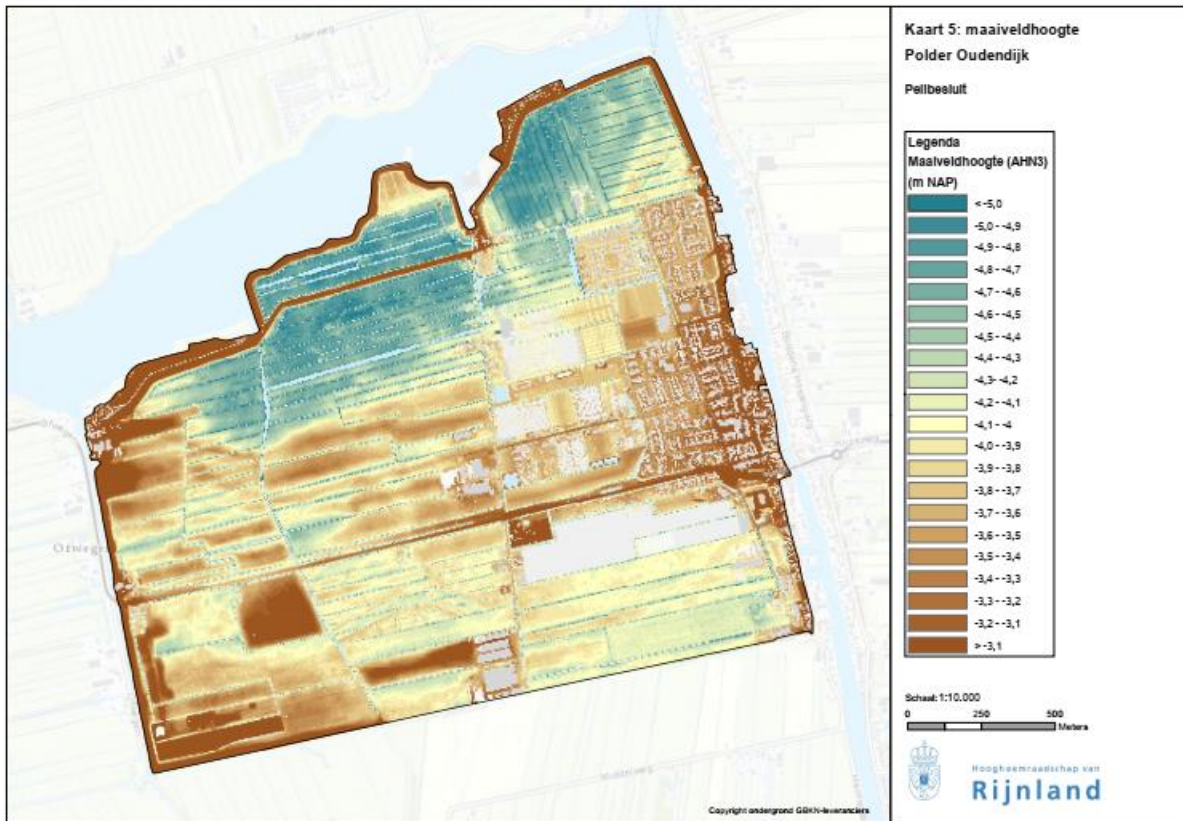 Kaart 5: maaiveldhoogte
Polder Oudendijk
Peilbesluit
Legenda
Maaiveldhoogte (AHN3)
(m NAP)
< -5,0
-5,0 - -4,9
-4,9 - -4,8
-4,8 - -4,7
-4,7 - -4,6
-4,6 - -4,5
-4,5 - -4,4
-4,4 - -4,3
-4,3 - -4,2
-4,2 - -4,1
-4,1 - -4
-4,0 - -3,9
-3,9 - -3,8
-3,8 - -3,7
-3,7 - -3,6
-3,6 - -3,5
-3,5 - -3,4
-3,4 - -3,3
-3,3 - -3,2
-3,2 - -3,1
> -3,1
Schaal: 1:10.000
0 250 500
Meters
Hoogheemraadschap van
Rijnland
Copyright ondergrond GBKN-leveranciers